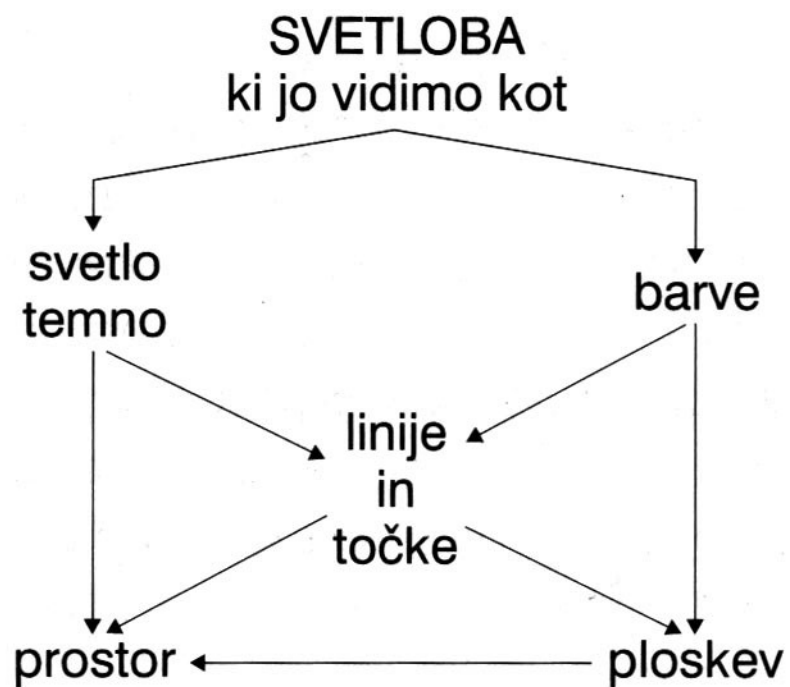 SVETLOBA
ki jo vidimo kot
svetlo
temno
barve
linije
in
točke
prostor
ploskev